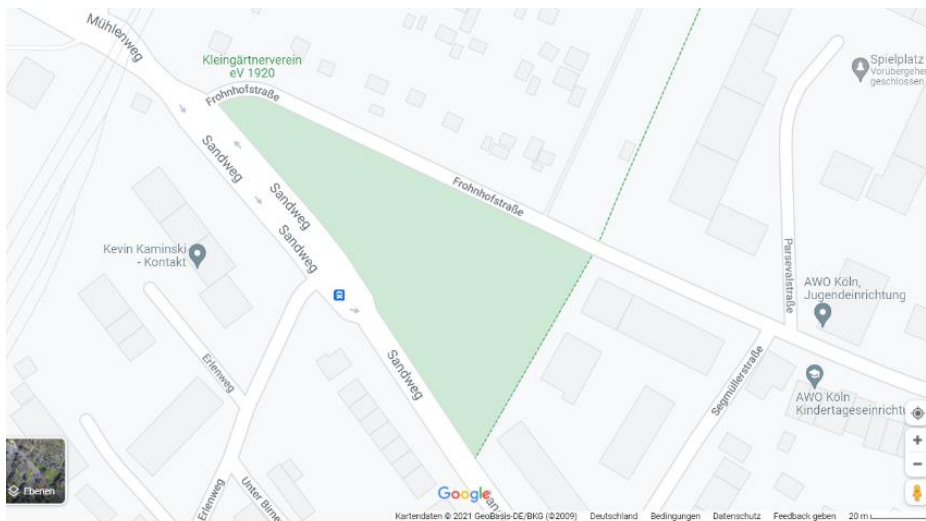 Mühlenweg
Kleingärtnerverein
eV 1920
Spielplatz
Vorübergehen
geschlossen
Frohnhofstraße
Sandweg
Sandweg
Frohnhofstraße
Sandweg
Kevin Kaminski
- Kontakt
Parsevalstraße
AWO Köln,
Jugendeinrichtung
Sandweg
Erlenweg
Segmüllerstraße
AWO Köln
Kindertageseinrichtu
Ebenen
Unter Birne
Erlenweg
Google
Kartendaten © 2021 GeoBasis-DE/BKG (©2009) Deutschland Bedingungen Datenschutz Feedback geben 20 m